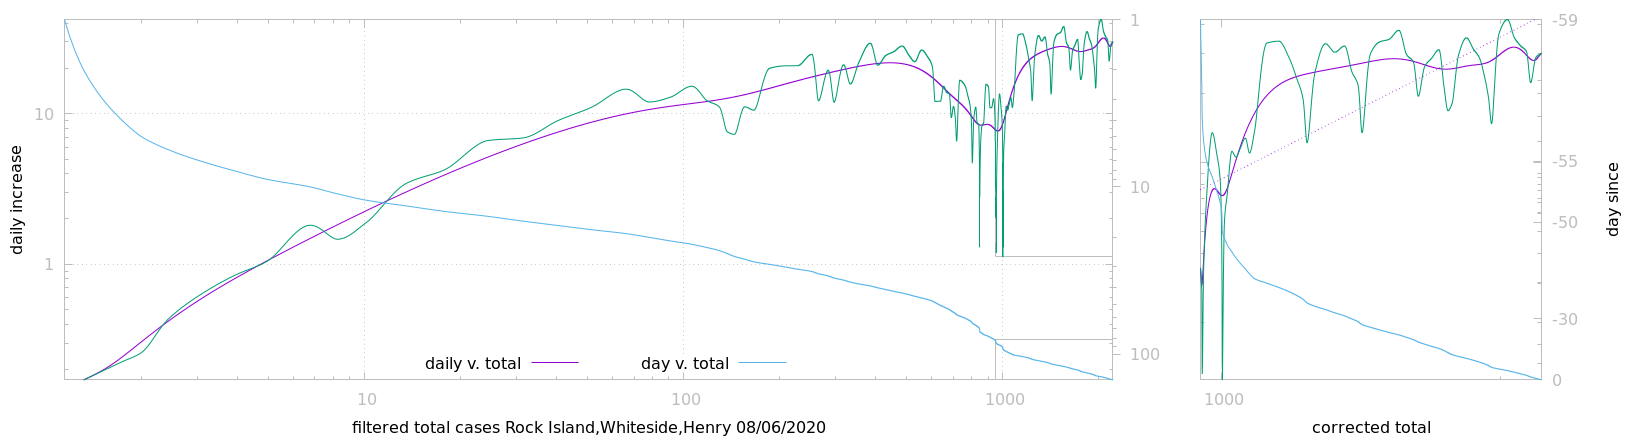 daily increase
10
1
daily v. total
day v. total
10
100
1000
filtered total cases Rock Island,Whiteside,Henry 08/06/2020
1
10
100
1000
corrected total
-59
-55
-50
-30
0
day since